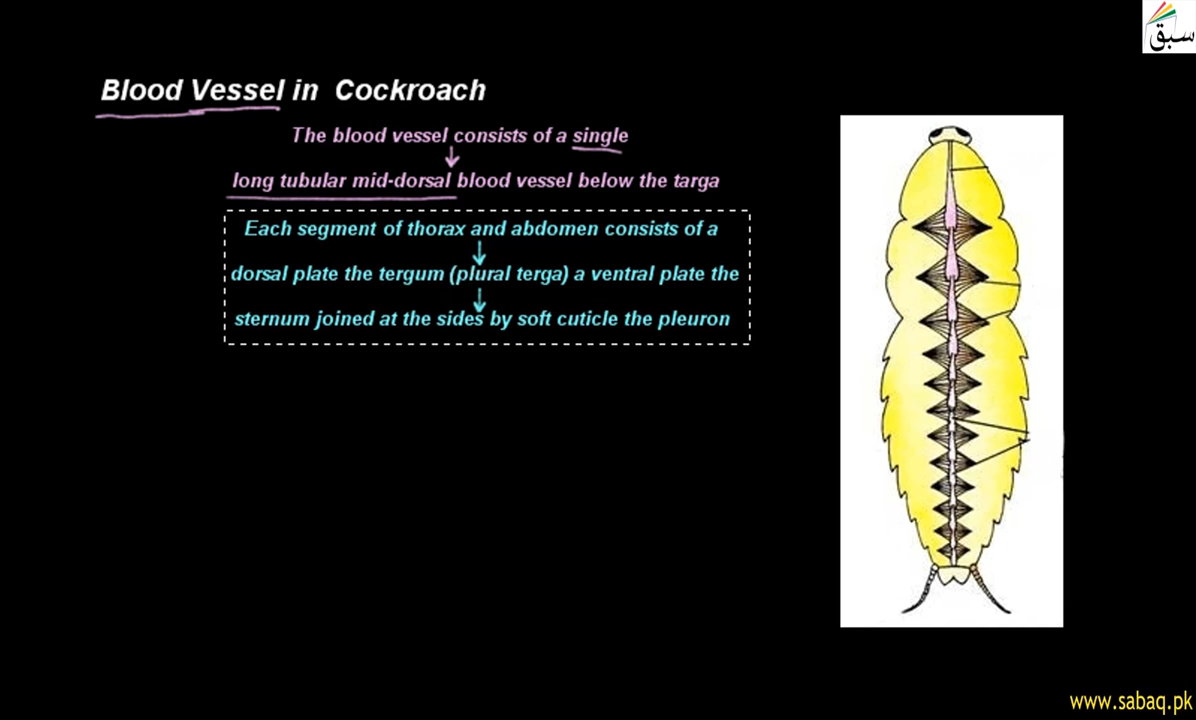 سبق
Blood Vessel in Cockroach
The blood vessel consists of a single
long tubular mid-dorsal blood vessel below the targa
Each segment of thorax and abdomen consists of a
dorsal plate the tergum (plural terga) a ventral plate the
sternum joined at the sides by soft cuticle the pleuron
www.sabaq.pk